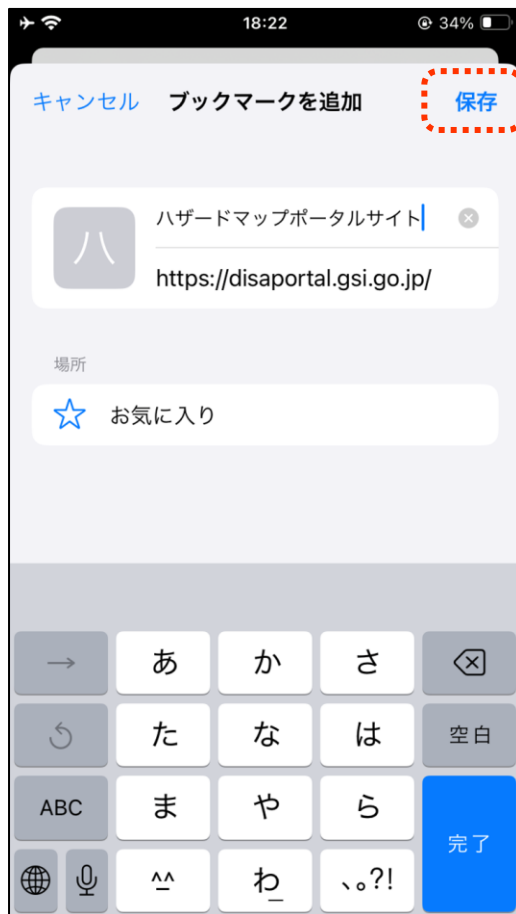 18:22
34%
キャンセル ブックマークを追加 保存
ハ
ハザードマップポータルサイト
https://disaportal.gsi.go.jp/
場所
お気に入り
→ あ か さ
た な は 空白
ABC ま や ら
完了
^^ わ_ 、。?!